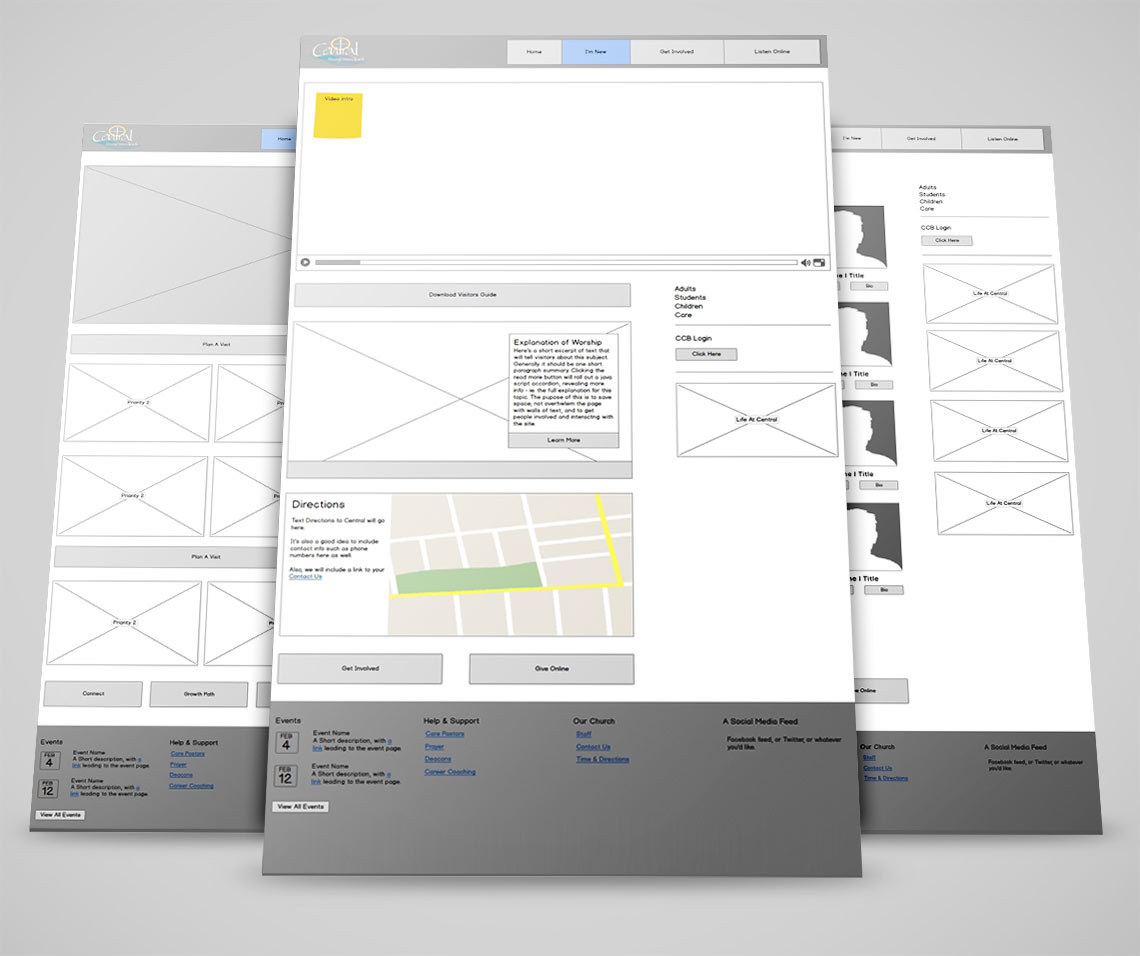 Central
Home
I'm New
Get Involved
Listen Online
Video Intro
Download Visitors Guide
Explanation of Worship
Here's a short excerpt of text that
will tell visitors about this subject.
Generally it should be one short
paragraph summary. Clicking the
read more button will roll out a java
script accordion, revealing more
info - ie: the full explanation for this
topic. The pupose of this is to save
space, not overwhelm the page
with walls of text, and to get
people involved and interacting with
the site.
Learn More
Directions
Text Directions to Central will go
here.
It's also a good idea to include
contact info such as phone
numbers here as well.
Also, we will include a link to your
Contact Us
Get Involved
Give Online
Adults
Students
Children
Care
CCB Login
Click Here
Life At Central
Events
FEB
4
Event Name
A Short description, with a
link leading to the event page.
FEB
12
Event Name
A Short description, with a
link leading to the event page.
View All Events
Help & Support
Care Pastors
Prayer
Deacons
Career Coaching
Our Church
Staff
Contact Us
Time & Directions
A Social Media Feed
Facebook feed, or Twitter, or whatever
you'd like.
Central
Home
Plan A Visit
Priority 2
Priority 2
Plan A Visit
Priority 2
Connect
Growth Path
Events
FEB
4
Event Name
A Short description, with a
link leading to the event page.
FEB
12
Event Name
A Short description, with a
link leading to the event page.
View All Events
Help & Support
Care Pastors
Prayer
Deacons
Career Coaching
I'm New
Get Involved
Listen Online
Adults
Students
Children
Care
CCB Login
Click Here
Title
Bio
Title
Bio
Title
Bio
Title
Bio
Life At Central
Life At Central
Life At Central
Life At Central
Online
Our Church
Staff
Contact Us
Time & Directions
A Social Media Feed
Facebook feed, or Twitter, or whatever
you'd like.